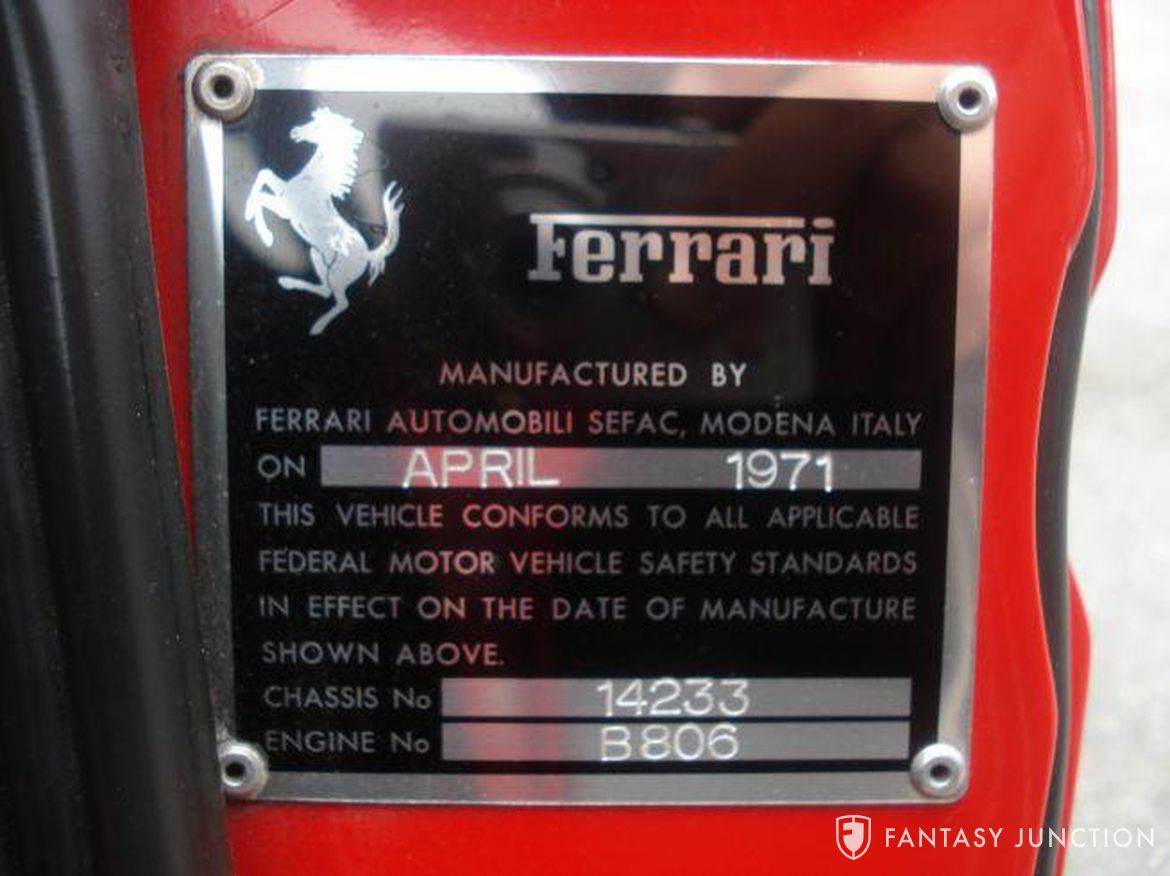 Ferrari
MANUFACTURED BY
FERRARI AUTOMOBILI SEFAC, MODENA ITALY
ON APRIL 1971
THIS VEHICLE CONFORMS TO ALL APPLICABLE
FEDERAL MOTOR VEHICLE SAFETY STANDARDS
IN EFFECT ON THE DATE OF MANUFACTURE
SHOWN ABOVE.
CHASSIS No 14233
ENGINE No B806
FANTASY JUNCTION